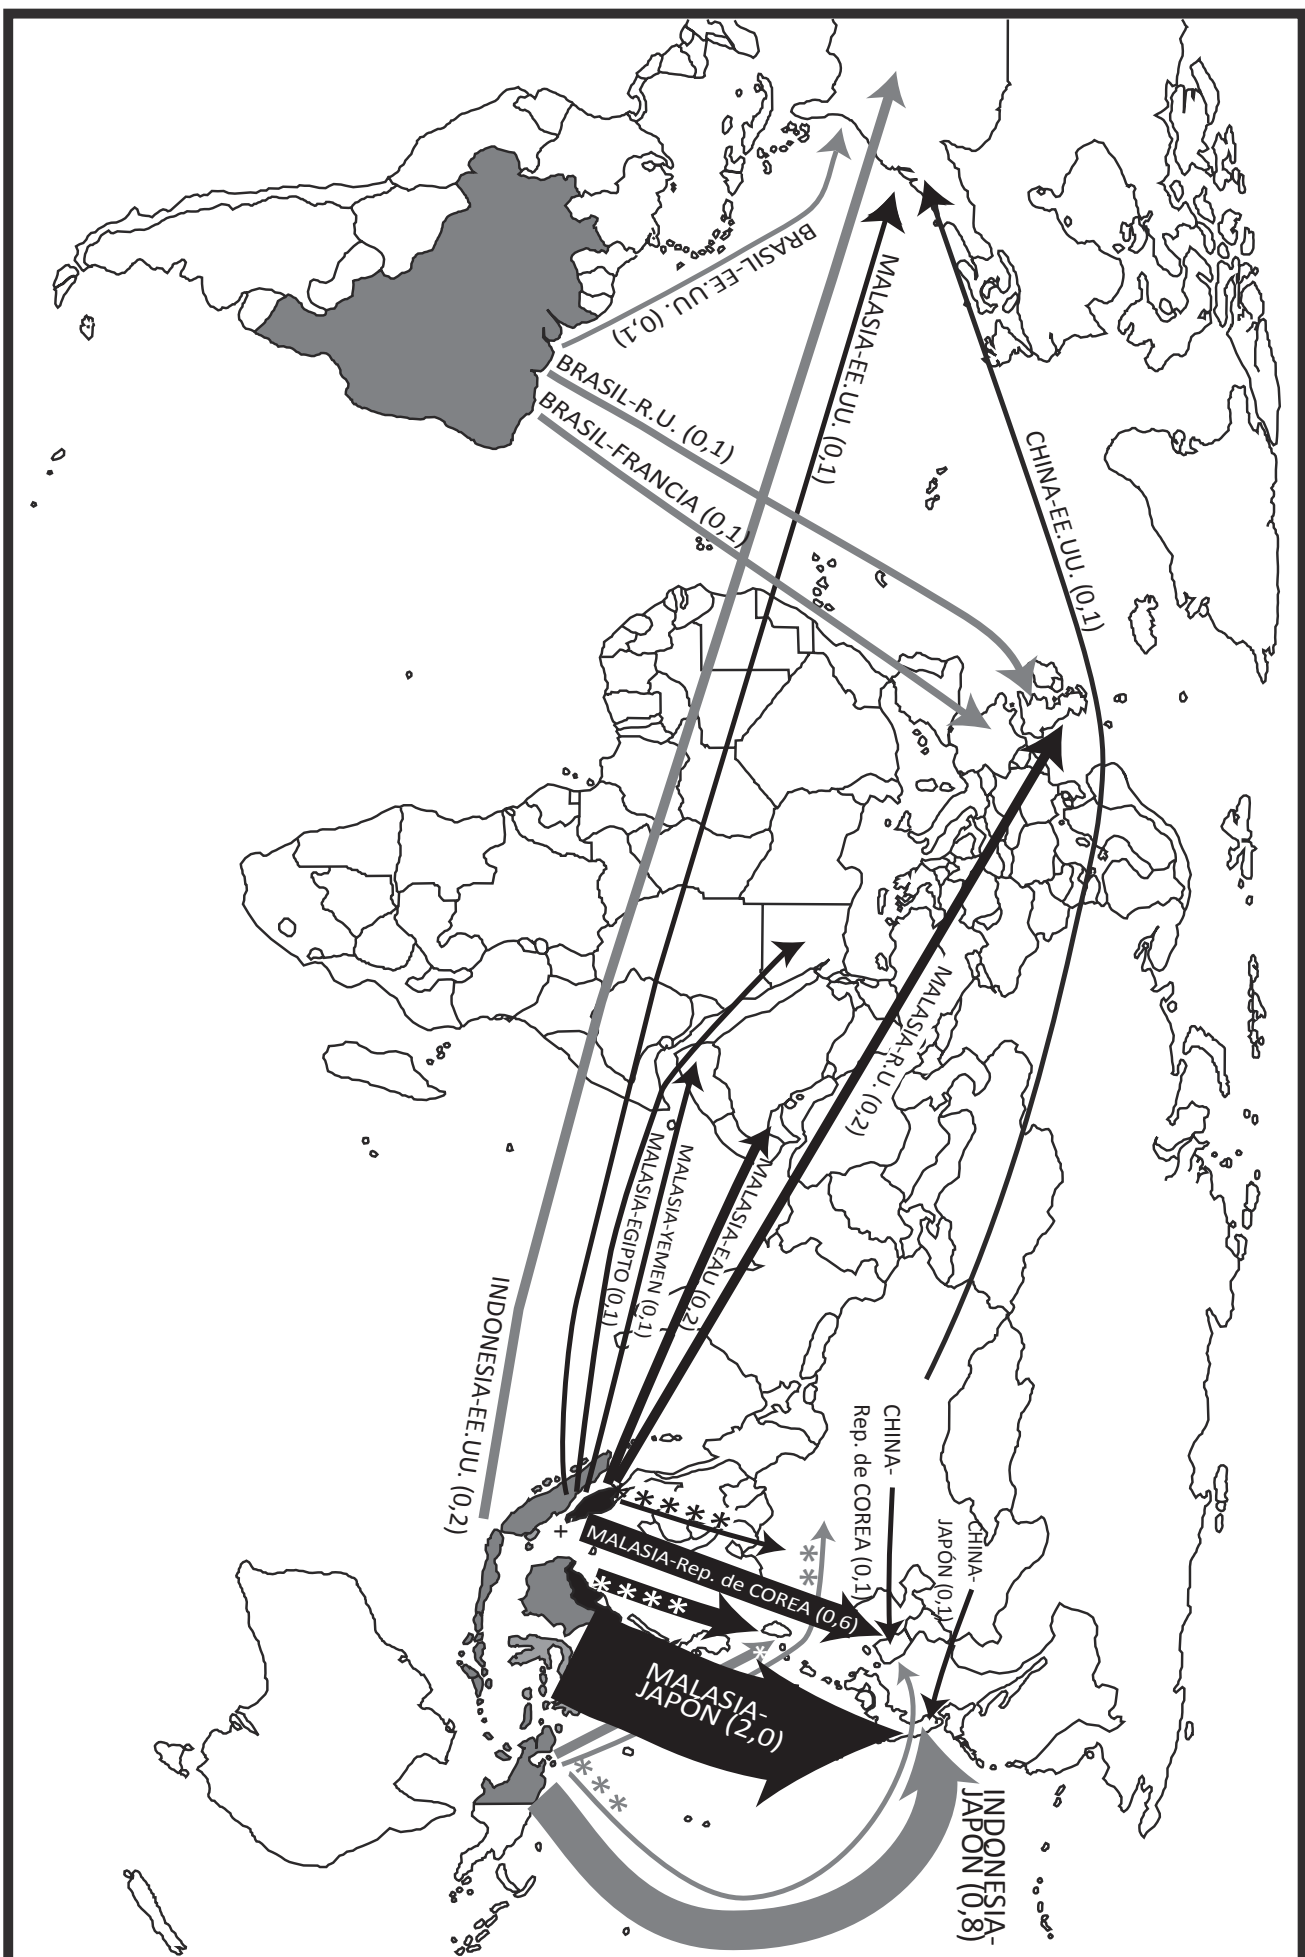 BRASIL-EE.UU. (0,1)
BRASIL-R.U. (0,1)
BRASIL-FRANCIA (0,1)
MALASIA-EE.UU. (0,1)
CHINA-EE.UU. (0,1)
MALASIA-R.U. (0,2)
MALASIA-EAU (0,2)
MALASIA-YEMEN (0,1)
MALASIA-EGIPTO (0,1)
INDONESIA-EE.UU. (0,2)
CHINA-
Rep. de COREA (0,1)
CHINA-
JAPÓN (0,1)
****
**
MALASIA-Rep. de COREA (0,6)
****
*
MALASIA-
JAPÓN (2,0)
***
INDONESIA-
JAPÓN (0,8)
+